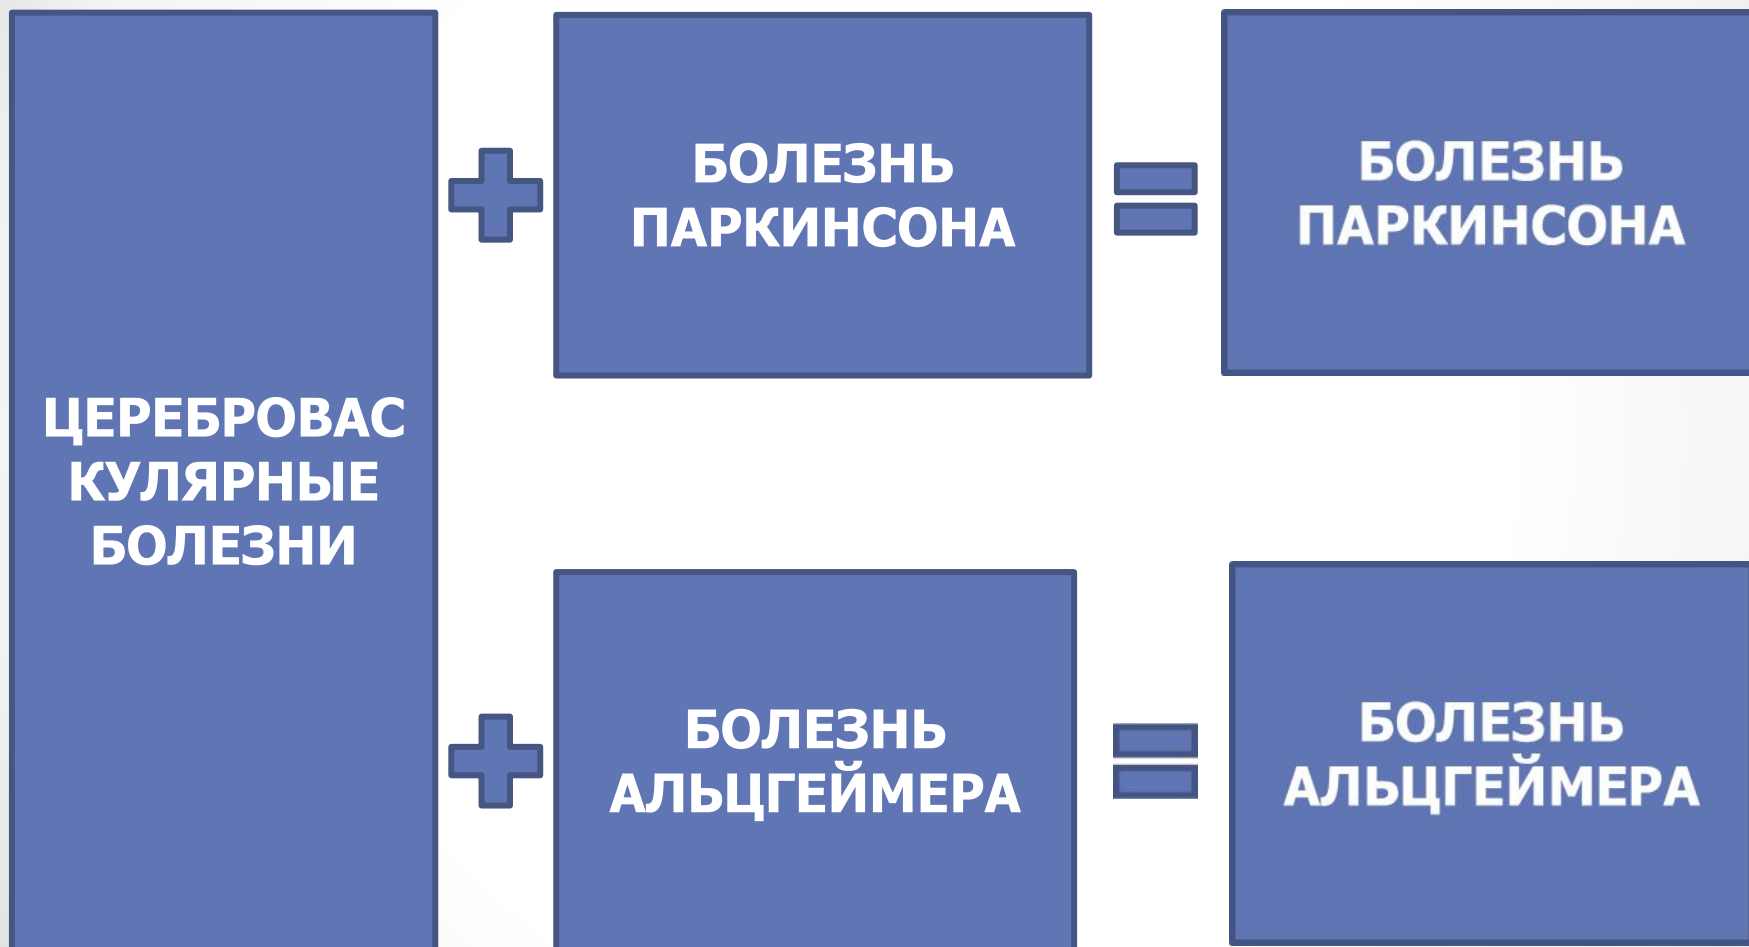 ЦЕРЕБРОВАС
КУЛЯРНЫЕ
БОЛЕЗНИ
БОЛЕЗНЬ
ПАРКИНСОНА
БОЛЕЗНЬ
ПАРКИНСОНА
БОЛЕЗНЬ
АЛЬЦГЕЙМЕРА
БОЛЕЗНЬ
АЛЬЦГЕЙМЕРА